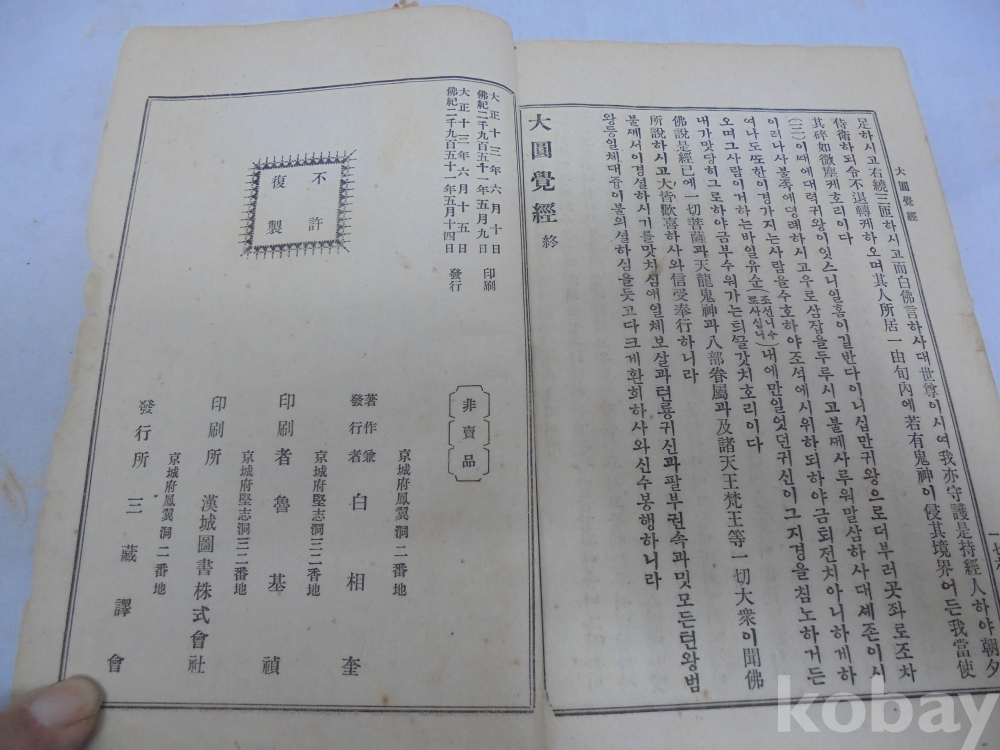 大圓覺經
足하시고右繞三匝하시고而白佛言하사대世尊이시여我亦守護是持經人하야朝夕
侍衛하되令不退轉케하오며其人所居一由旬內에若有鬼神이侵其境界어든我當使
其碎如微塵케호리이다
(三)이때에대력귀왕이잇스니일홈이길반다이니십만귀왕으로더부러곳좌로조차
이러나사불족에뎡례하시고우로삼잡을두루시고불께사루워말삼하사대세존이시
여나도또한이경가지는사람을수호하야조석에시위하되하야금퇴전치아니하게하
오며그사람이거하는바일유순(조선니수로사십니)내에만일엇던귀신이그지경을침노하거든
내가맛당히그로하야금부수워가는틔끌갓치호리이다
佛說是經已에一切菩薩과天龍鬼神과八部眷屬과及諸天王梵王等一切大衆이聞佛
所說하시고大皆歡喜하사와信受奉行하니라
불께서이경설하시기를맛치심애일체보살과텬룡귀신과팔부권속과밋모든텬왕범
왕등일체대중이불의설하심을듯고다크게환희하사와신수봉행하니라
大圓覺經 終
大正十三年六月十日
佛紀二千九百五十一年五月九日 印刷
大正十三年六月十五日
佛紀二千九百五十一年五月十四日 發行
不許
復製
非賣品
京城府鳳翼洞二番地
著作兼
發行者 白相奎
京城府堅志洞三二番地
印刷者 魯基禎
京城府堅志洞三二番地
印刷所 漢城圖書株式會社
京城府鳳翼洞二番地
發行所 三藏譯會
kobay